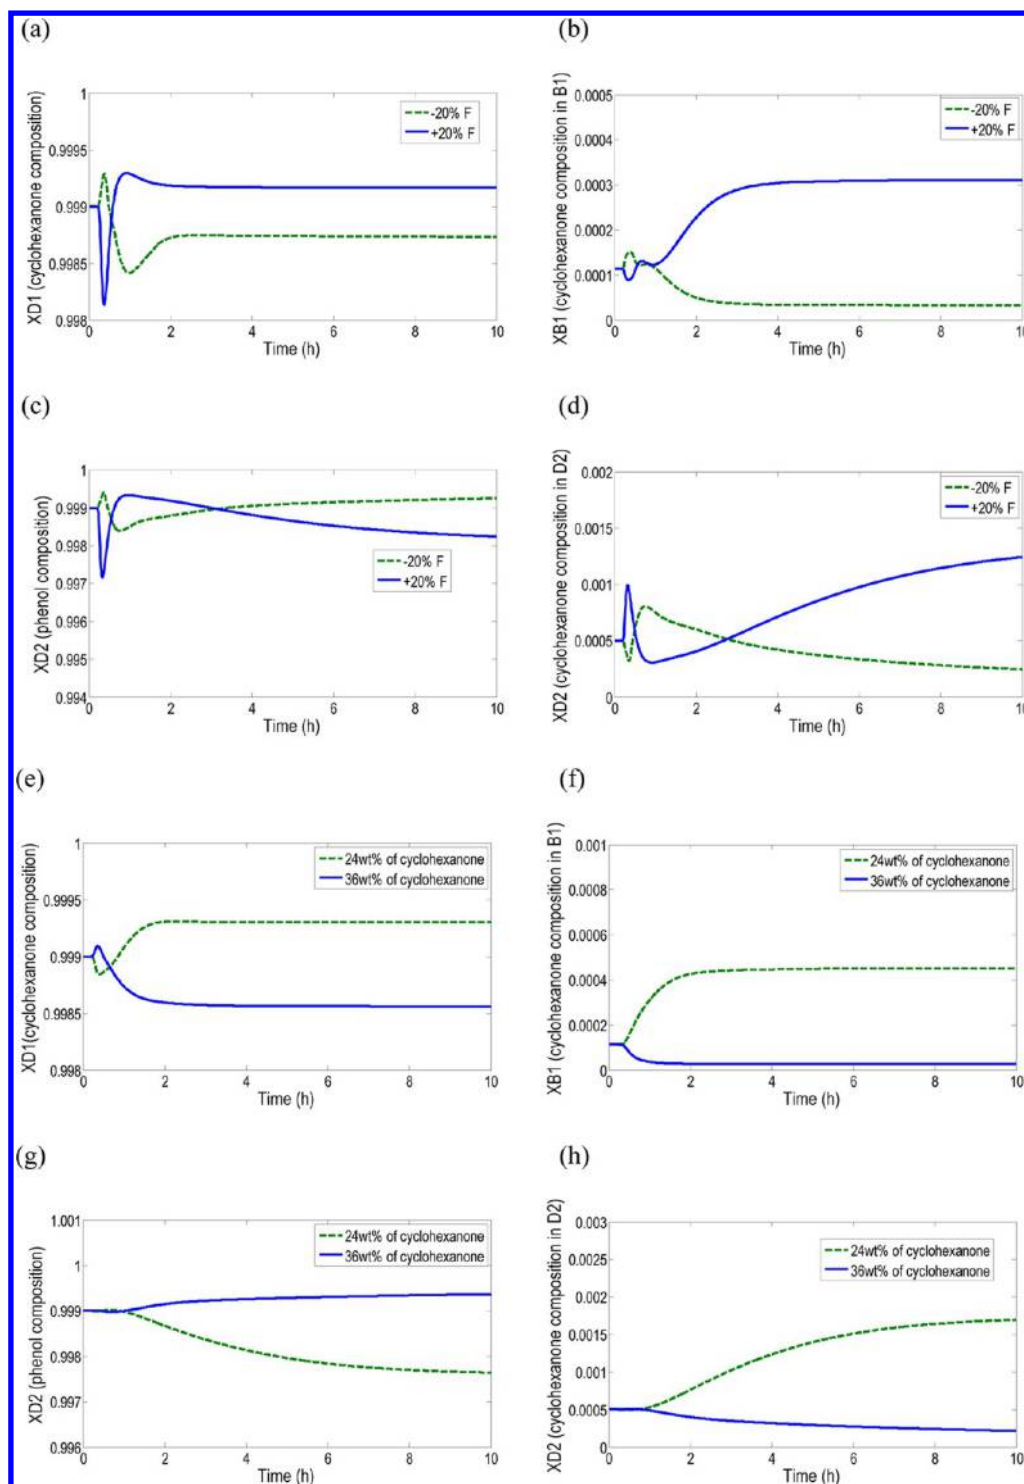 (a)
XD1 (cyclohexanone composition)
1
0.9995
0.999
0.9985
0.998
-20% F
+20% F
0 2 4 6 8 10
Time (h)
(b)
XB1 (cyclohexanone composition in B1)
0.0005
0.0004
0.0003
0.0002
0.0001
0
-20% F
+20% F
0 2 4 6 8 10
Time (h)
(c)
XD2 (phenol composition)
1
0.999
0.998
0.997
0.996
0.995
0.994
-20% F
+20% F
0 2 4 6 8 10
Time (h)
(d)
XD2 (cyclohexanone composition in D2)
0.002
0.0015
0.001
0.0005
0
-20% F
+20% F
0 2 4 6 8 10
Time (h)
(e)
XD1(cyclohexanone composition)
1
0.9995
0.999
0.9985
0.998
24wt% of cyclohexanone
36wt% of cyclohexanone
0 2 4 6 8 10
Time (h)
(f)
XB1 (cyclohexanone composition in B1)
0.001
0.0008
0.0006
0.0004
0.0002
0
24wt% of cyclohexanone
36wt% of cyclohexanone
0 2 4 6 8 10
Time (h)
(g)
XD2 (phenol composition)
1.001
1
0.999
0.998
0.997
0.996
24wt% of cyclohexanone
36wt% of cyclohexanone
0 2 4 6 8 10
Time (h)
(h)
XD2 (cyclohexanone composition in D2)
0.003
0.0025
0.002
0.0015
0.001
0.0005
0
24wt% of cyclohexanone
36wt% of cyclohexanone
0 2 4 6 8 10
Time (h)